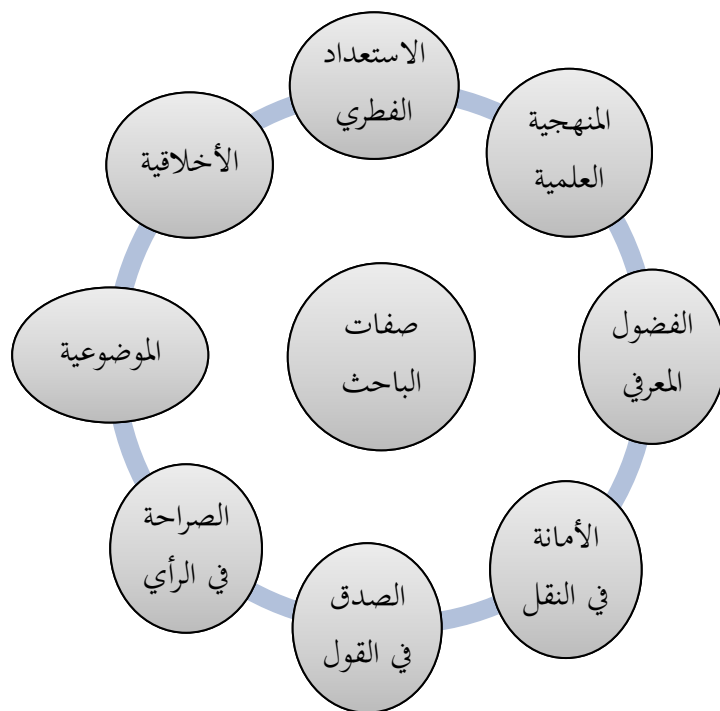 الاستعداد
الفطري
المنهجية
العلمية
الفضول
المعرفي
الأمانة
في النقل
الصدق
في القول
الصراحة
في الرأي
الموضوعية
الأخلاقية
صفات
الباحث